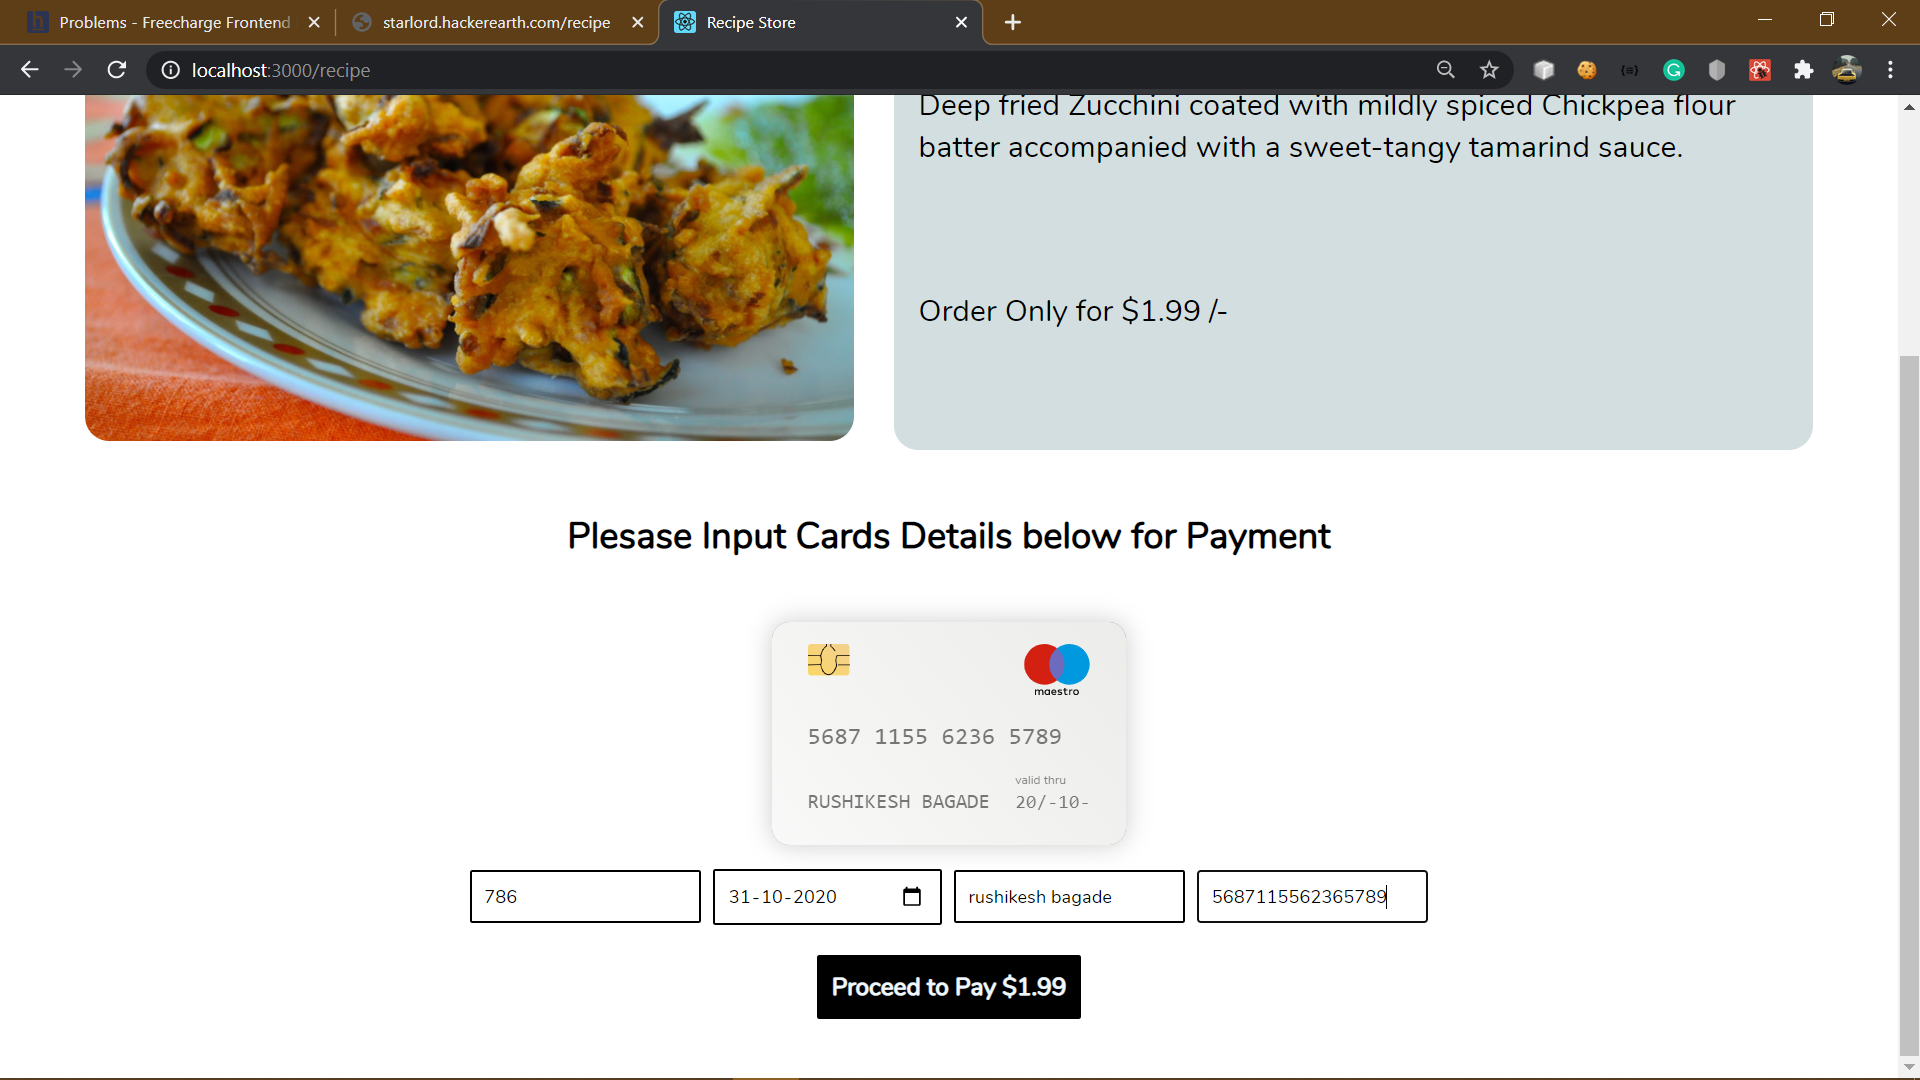 Problems - Freecharge Frontend
starlord.hackerearth.com/recipe
Recipe Store
localhost:3000/recipe
Deep fried Zucchini coated with mildly spiced Chickpea flour
batter accompanied with a sweet-tangy tamarind sauce.
Order Only for $1.99 /-
Plesase Input Cards Details below for Payment
maestro
5687 1155 6236 5789
valid thru
RUSHIKESH BAGADE 20/-10-
786 31-10-2020 rushikesh bagade 5687115562365789
Proceed to Pay $1.99